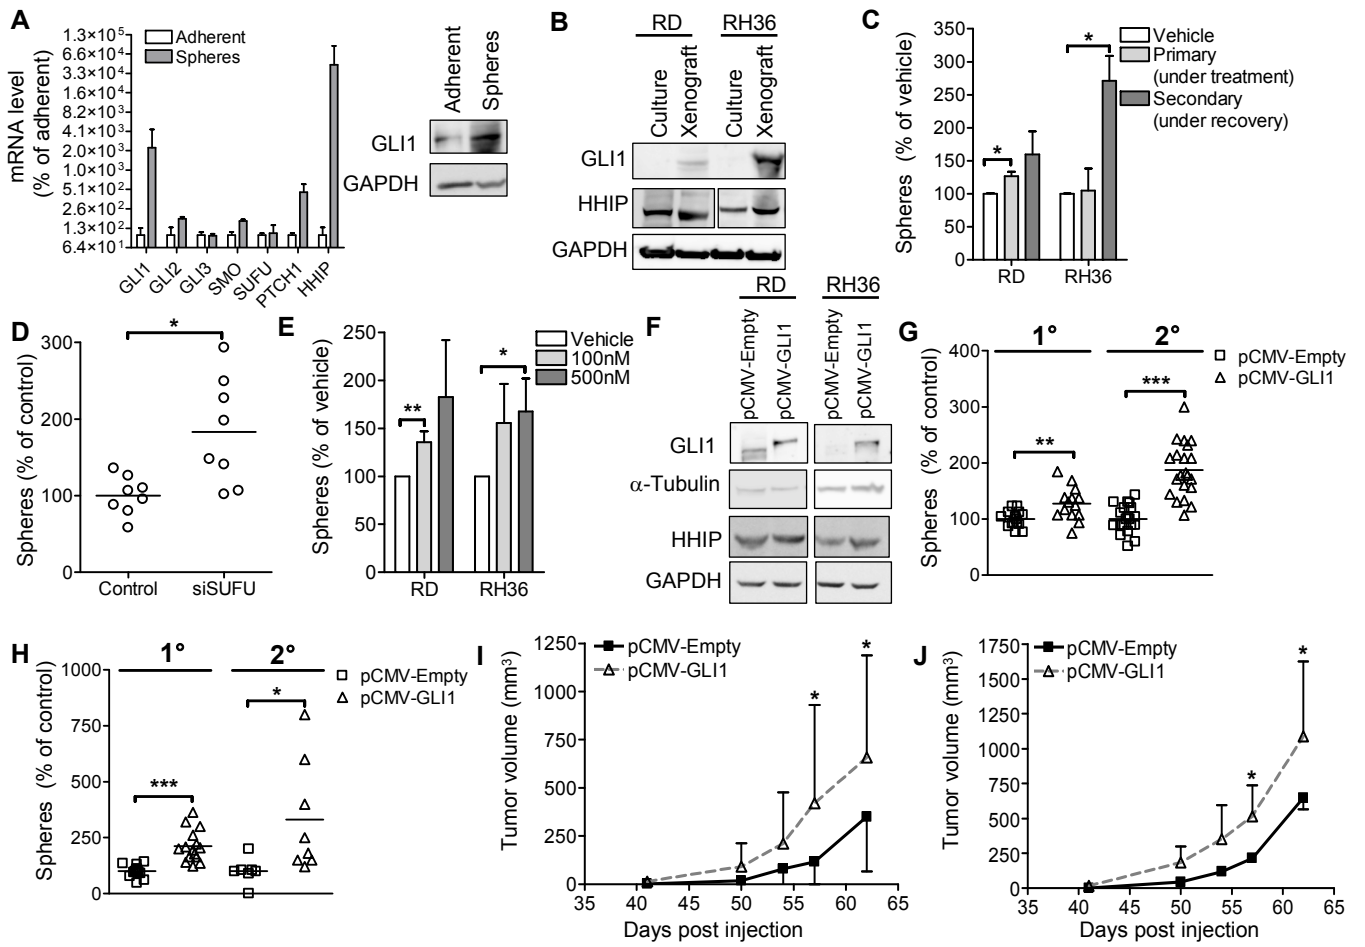 A
mRNA level
(% of adherent)
1.3×10⁵
6.6×10⁴
3.3×10⁴
1.6×10⁴
8.2×10³
4.1×10³
2.0×10³
1.0×10³
5.1×10²
2.6×10²
1.3×10²
6.4×10¹
Adherent
Spheres
GLI1
GLI2
GLI3
SMO
SUFU
PTCH1
HHIP
Adherent
Spheres
GLI1
GAPDH
B
RD
RH36
Culture
Xenograft
Culture
Xenograft
GLI1
HHIP
GAPDH
C
Spheres (% of vehicle)
350
300
250
200
150
100
50
0
*
*
RD
RH36
Vehicle
Primary
(under treatment)
Secondary
(under recovery)
D
Spheres (% of control)
300
200
100
0
*
Control
siSUFU
E
Spheres (% of vehicle)
250
200
150
100
50
0
**
*
RD
RH36
Vehicle
100nM
500nM
F
RD
RH36
pCMV-Empty
pCMV-GLI1
pCMV-Empty
pCMV-GLI1
GLI1
α-Tubulin
HHIP
GAPDH
G
Spheres (% of control)
400
300
200
100
0
1°
2°
**
***
pCMV-Empty
pCMV-GLI1
H
Spheres (% of control)
1000
500
250
0
1°
2°
***
*
pCMV-Empty
pCMV-GLI1
I
Tumor volume (mm³)
1250
1000
750
500
250
0
pCMV-Empty
pCMV-GLI1
*
*
35 40 45 50 55 60 65
Days post injection
J
Tumor volume (mm³)
1750
1500
1250
1000
750
500
250
0
pCMV-Empty
pCMV-GLI1
*
*
35 40 45 50 55 60 65
Days post injection